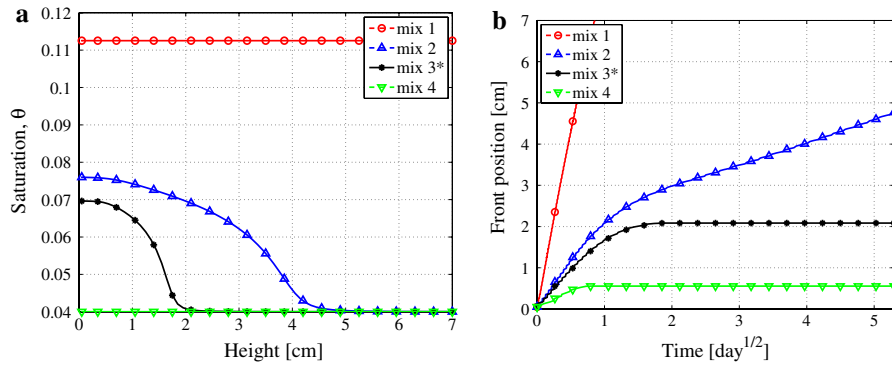 a
0.12
0.11
0.1
0.09
0.08
0.07
0.06
0.05
0.04
Saturation, θ
0 1 2 3 4 5 6 7
Height [cm]
mix 1
mix 2
mix 3*
mix 4
b
7
6
5
4
3
2
1
0
Front position [cm]
0 1 2 3 4 5
Time [day^1/2]
mix 1
mix 2
mix 3*
mix 4